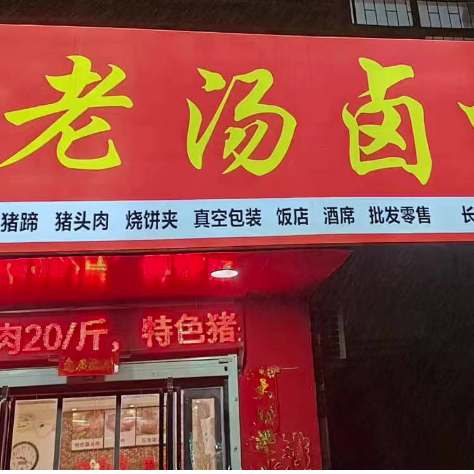 老汤卤
猪蹄 猪头肉 烧饼夹 真空包装 饭店 酒席 批发零售 长
肉20/斤，特色猪